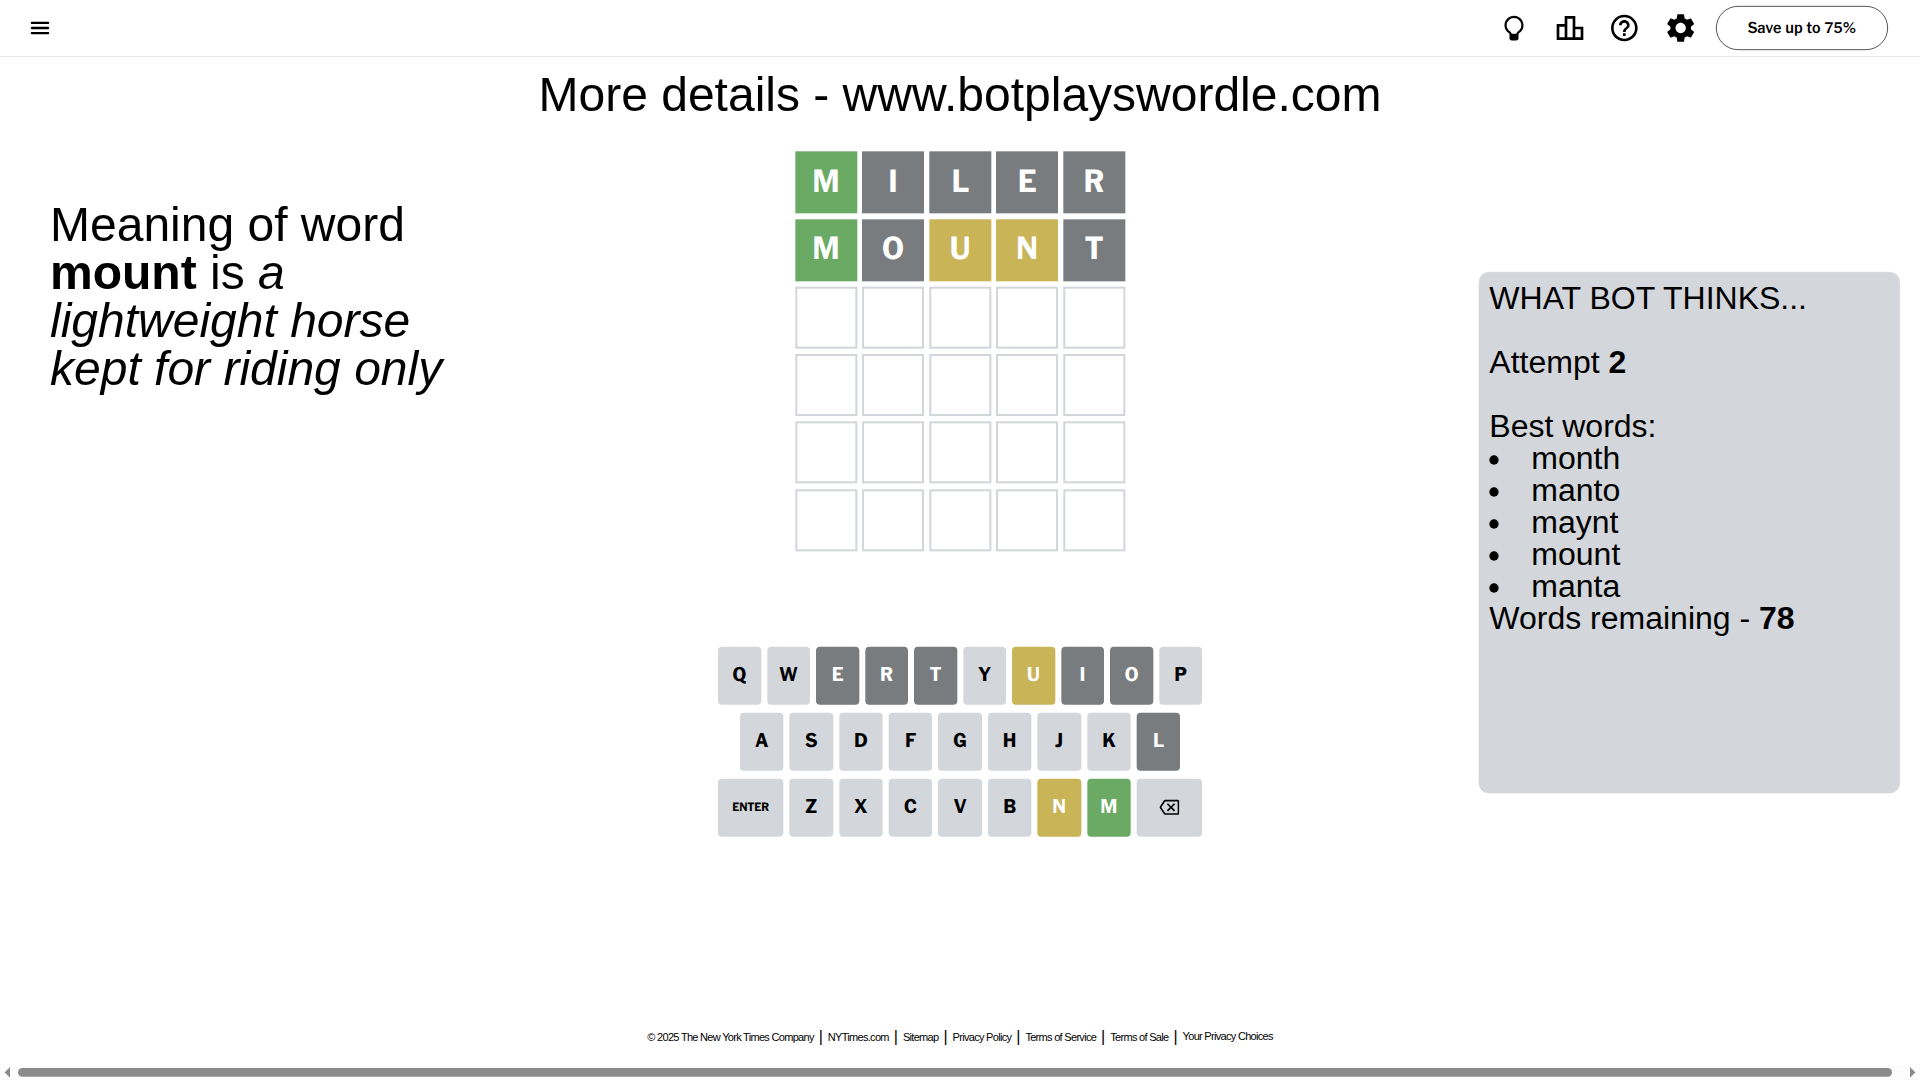 Save up to 75%
More details - www.botplayswordle.com
Meaning of word
mount is a
lightweight horse
kept for riding only
M I L E R
M O U N T
WHAT BOT THINKS...
Attempt 2
Best words:
• month
• manto
• maynt
• mount
• manta
Words remaining - 78
Q W E R T Y U I O P
A S D F G H J K L
ENTER Z X C V B N M
© 2025 The New York Times Company | NYTimes.com | Sitemap | Privacy Policy | Terms of Service | Terms of Sale | Your Privacy Choices